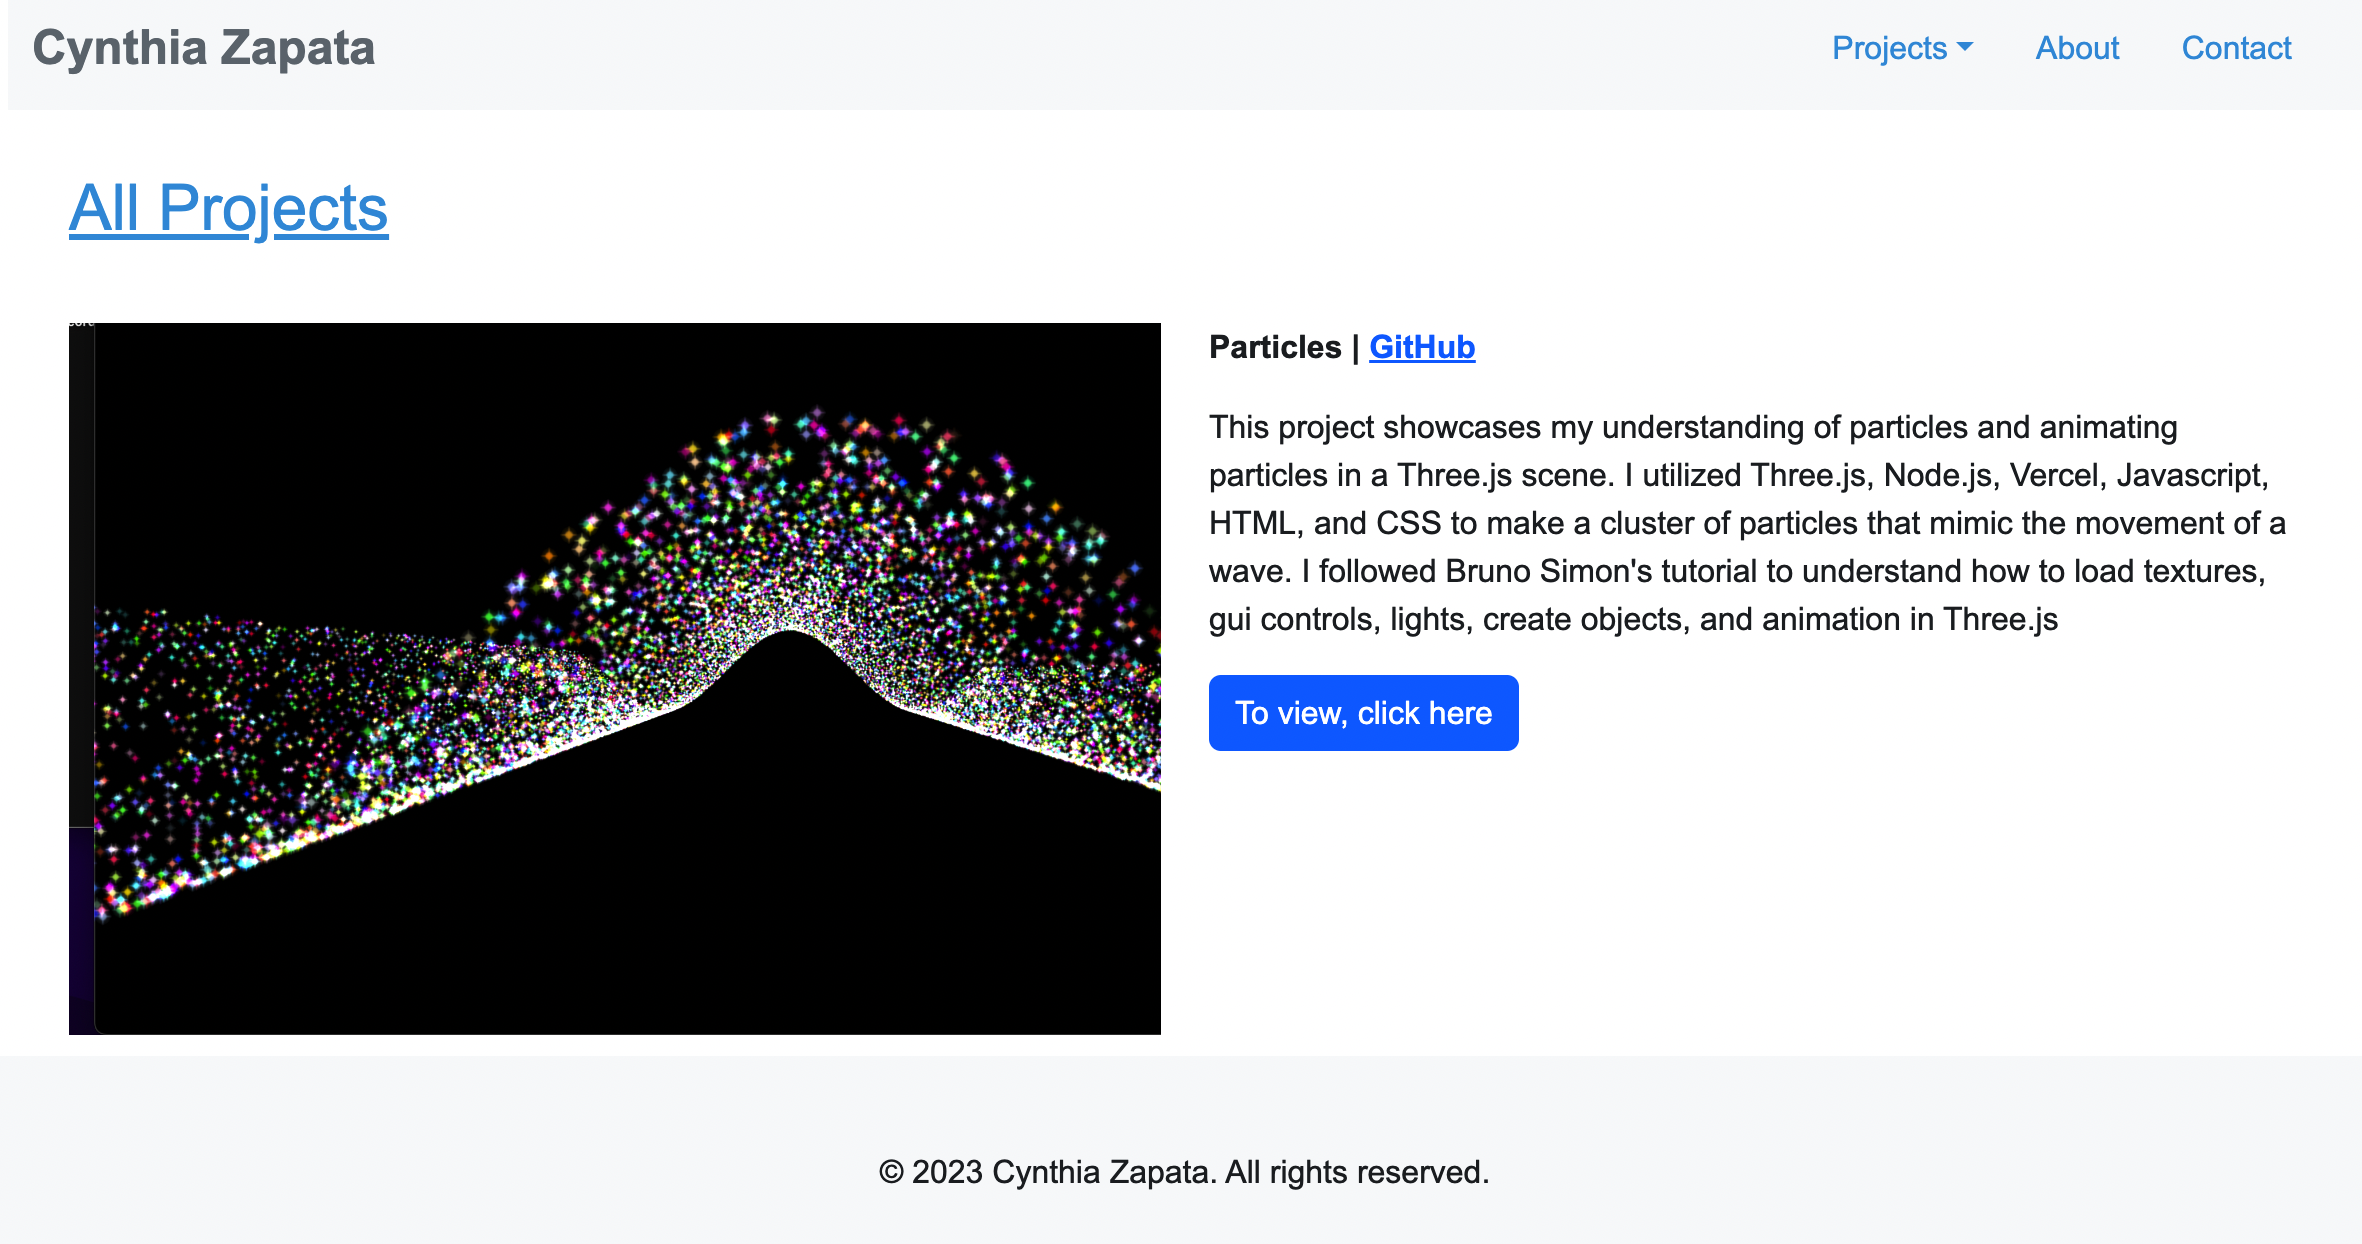 Cynthia Zapata
Projects
About
Contact
All Projects
Particles | GitHub
This project showcases my understanding of particles and animating
particles in a Three.js scene. I utilized Three.js, Node.js, Vercel, Javascript,
HTML, and CSS to make a cluster of particles that mimic the movement of a
wave. I followed Bruno Simon's tutorial to understand how to load textures,
gui controls, lights, create objects, and animation in Three.js
To view, click here
© 2023 Cynthia Zapata. All rights reserved.